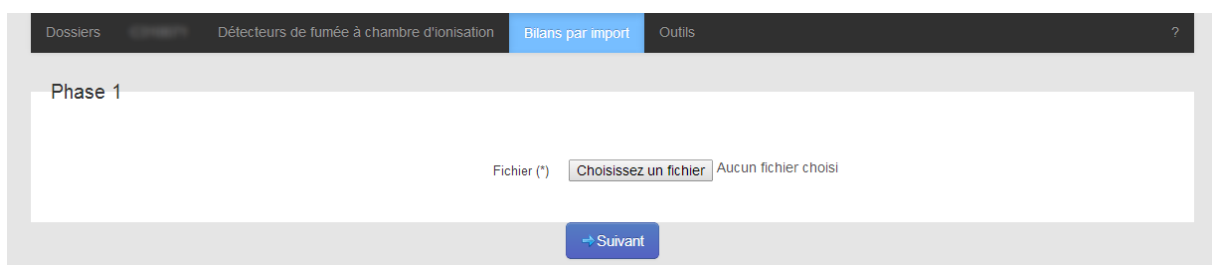 Dossiers Détecteurs de fumée à chambre d'ionisation Bilans par import Outils ?
Phase 1
Fichier (*) Choisissez un fichier Aucun fichier choisi
Suivant